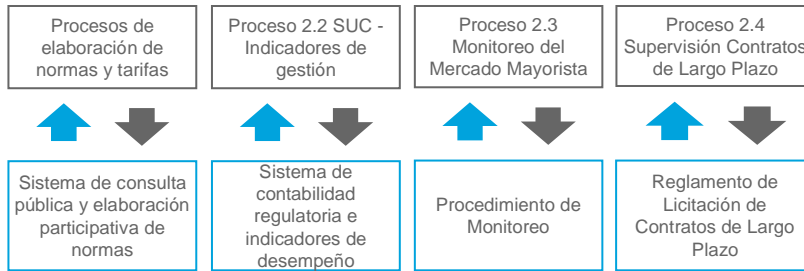 Procesos de
elaboración de
normas y tarifas
Proceso 2.2 SUC -
Indicadores de
gestión
Proceso 2.3
Monitoreo del
Mercado Mayorista
Proceso 2.4
Supervisión Contratos
de Largo Plazo
Sistema de consulta
pública y elaboración
participativa de
normas
Sistema de
contabilidad
regulatoria e
indicadores de
desempeño
Procedimiento de
Monitoreo
Reglamento de
Licitación de
Contratos de Largo
Plazo